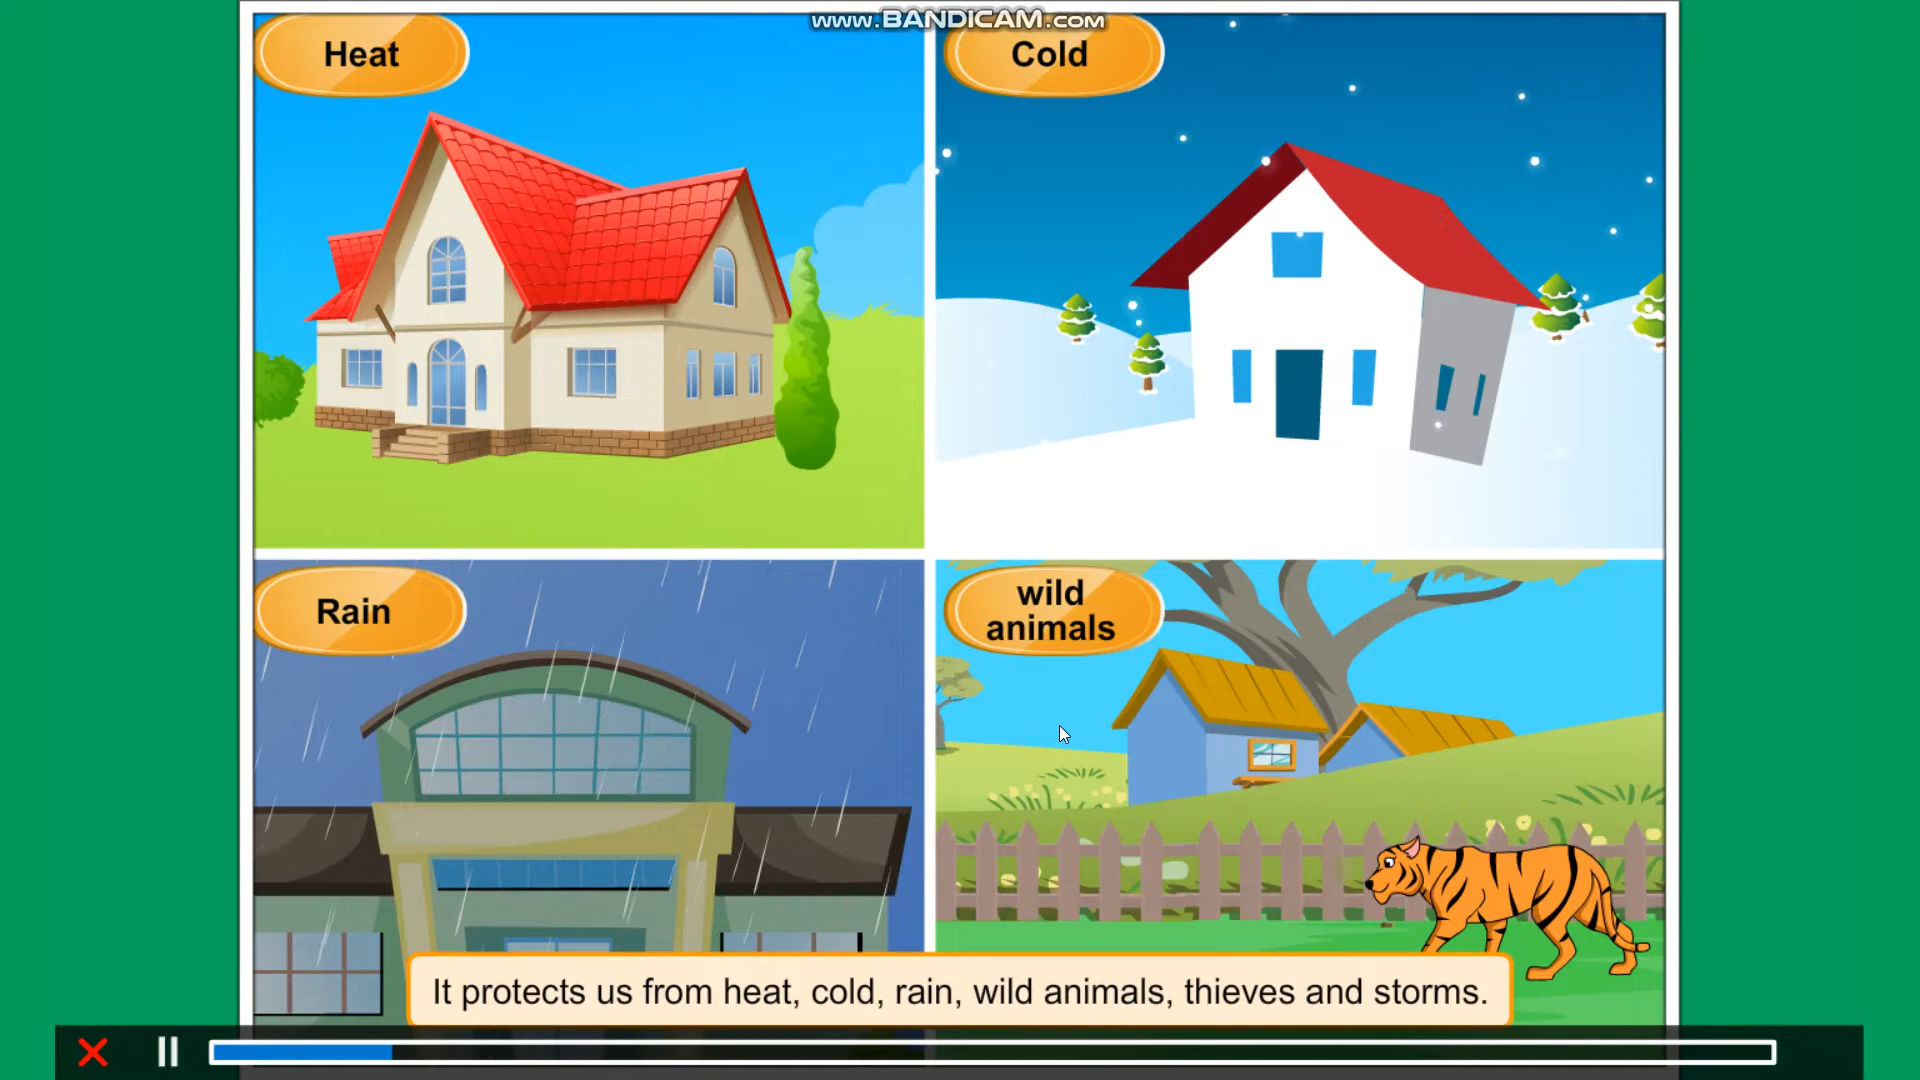 www.BANDICAM.com
Heat
Cold
Rain
wild
animals
It protects us from heat, cold, rain, wild animals, thieves and storms.